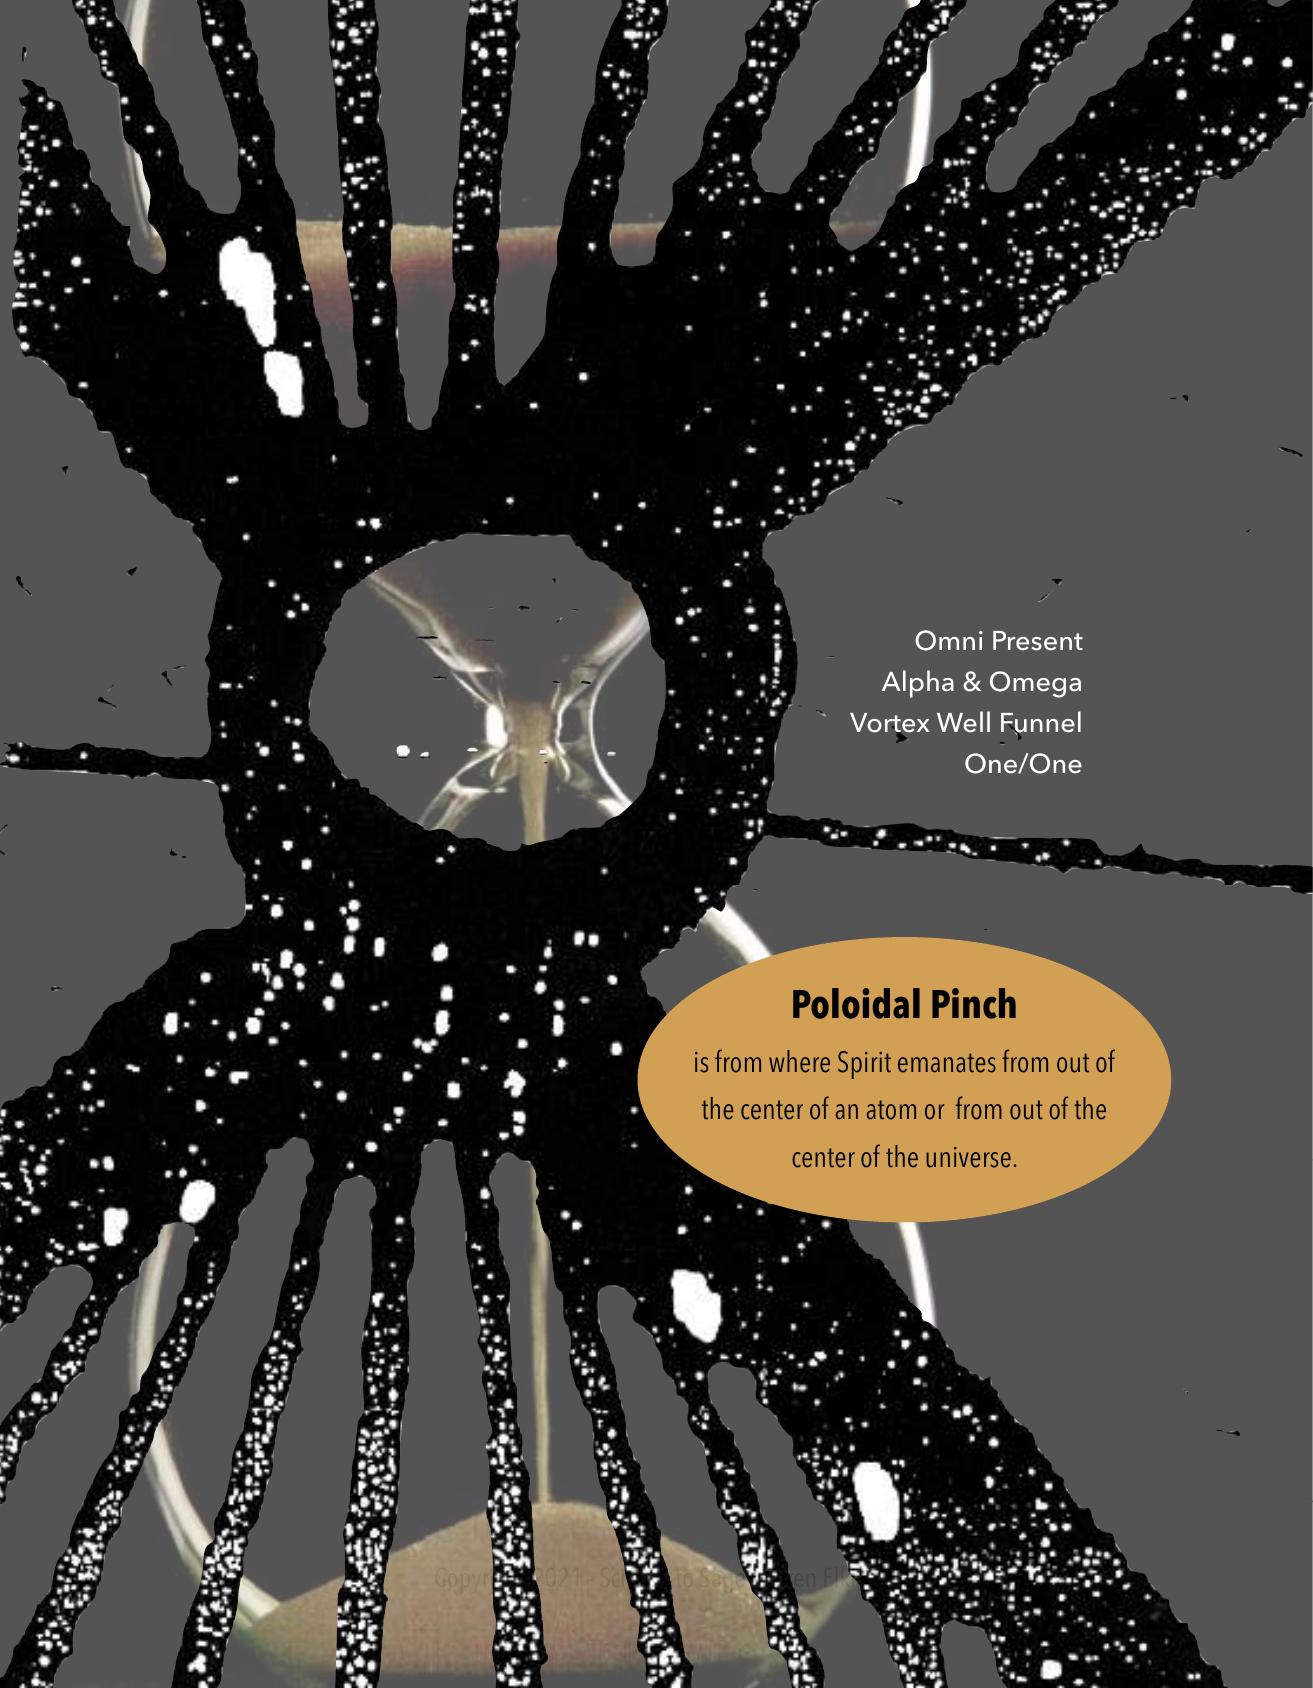 Omni Present
Alpha & Omega
Vortex Well Funnel
One/One
Poloidal Pinch
is from where Spirit emanates from out of
the center of an atom or  from out of the
center of the universe.
2021 -